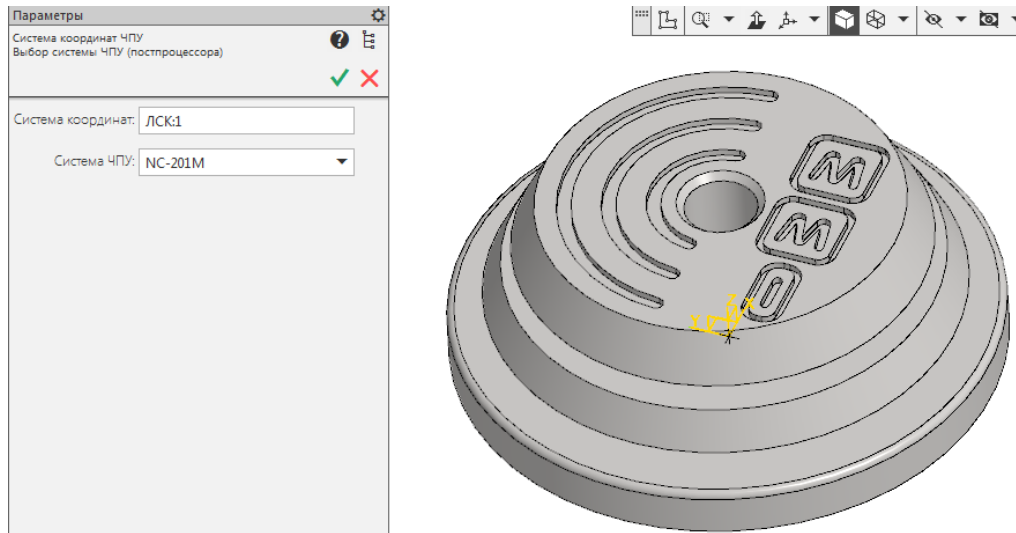 Параметры
Система координат ЧПУ
Выбор системы ЧПУ (постпроцессора)
Система координат: ЛСК:1
Система ЧПУ: NC-201M
M
M
O
Z
X
Y